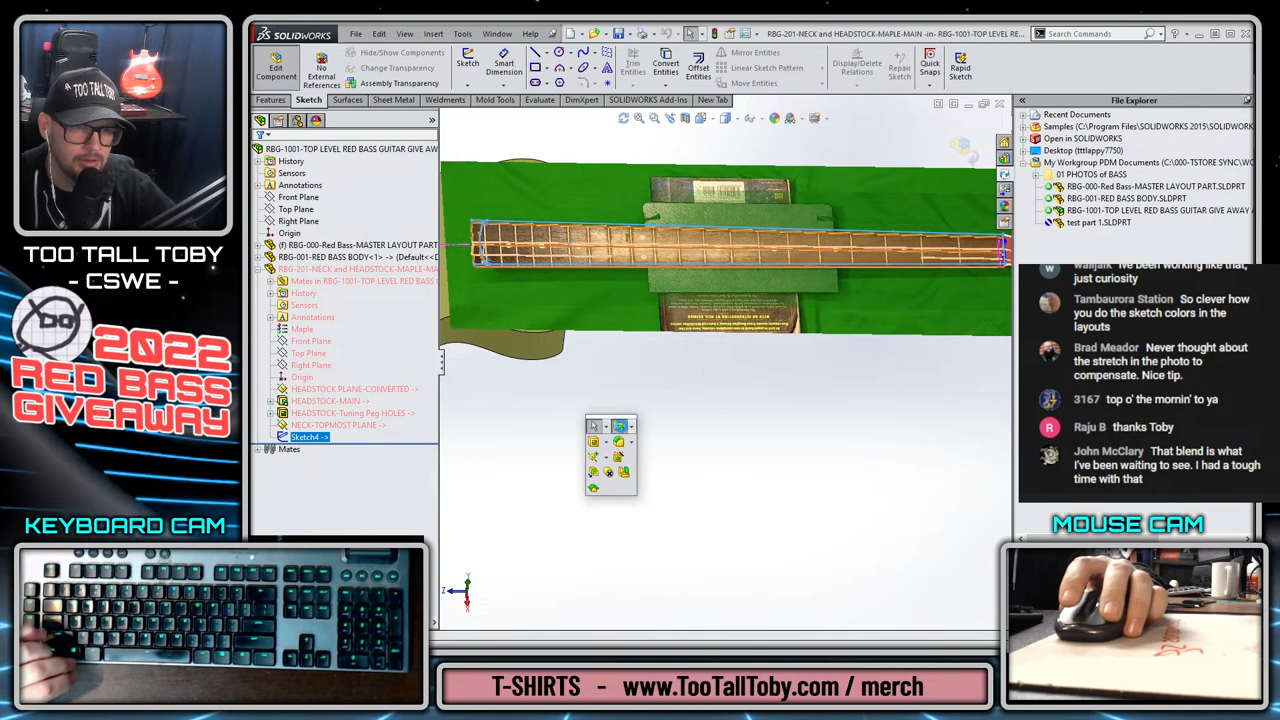 TOO TALL TOBY
TOO TALL TOBY
- CSWE -
2022
RED BASS
GIVEAWAY
KEYBOARD CAM
SOLIDWORKS
File Edit View Insert Tools Window Help
RBG-201-NECK and HEADSTOCK-MAPLE-MAIN -in- RBG-1001-TOP LEVEL RE...
Search Commands
Edit Component
No External References
Hide/Show Components
Change Transparency
Assembly Transparency
Sketch
Smart Dimension
Trim Entities
Convert Entities
Offset Entities
Mirror Entities
Linear Sketch Pattern
Move Entities
Display/Delete Relations
Repair Sketch
Quick Snaps
Rapid Sketch
Features Sketch Surfaces Sheet Metal Weldments Mold Tools Evaluate DimXpert SOLIDWORKS Add-Ins New Tab
RBG-1001-TOP LEVEL RED BASS GUITAR GIVE AW
History
Sensors
Annotations
Front Plane
Top Plane
Right Plane
Origin
(f) RBG-000-Red Bass-MASTER LAYOUT PART
RBG-001-RED BASS BODY<1> -> (Default<<D
RBG-201-NECK and HEADSTOCK-MAPLE-MA
Mates in RBG-1001-TOP LEVEL RED BASS G
History
Sensors
Annotations
Maple
Front Plane
Top Plane
Right Plane
Origin
HEADSTOCK PLANE-CONVERTED ->
HEADSTOCK-MAIN ->
HEADSTOCK-Tuning Peg HOLES ->
NECK-TOPMOST PLANE ->
Sketch4 ->
Mates
Z
X
File Explorer
Recent Documents
Samples (C:\Program Files\SOLIDWORKS 2015\SOLIDWORK
Open in SOLIDWORKS
Desktop (tttlappy7750)
My Workgroup PDM Documents (C:\000-TSTORE SYNC\W
01 PHOTOS of BASS
RBG-000-Red Bass-MASTER LAYOUT PART.SLDPRT
RBG-001-RED BASS BODY.SLDPRT
RBG-1001-TOP LEVEL RED BASS GUITAR GIVE AWAY
test part 1.SLDPRT
just curiosity
Tambaurocas Station So clever how you do the sketch colors in the layouts
Brad Meador Never thought about the stretch in the photo to compensate. Nice tip.
3167 top o' the mornin' to ya
Raju B thanks Toby
John McClary That blend is what I've been waiting to see. I had a tough time with that
MOUSE CAM
T-SHIRTS - www.TooTallToby.com / merch